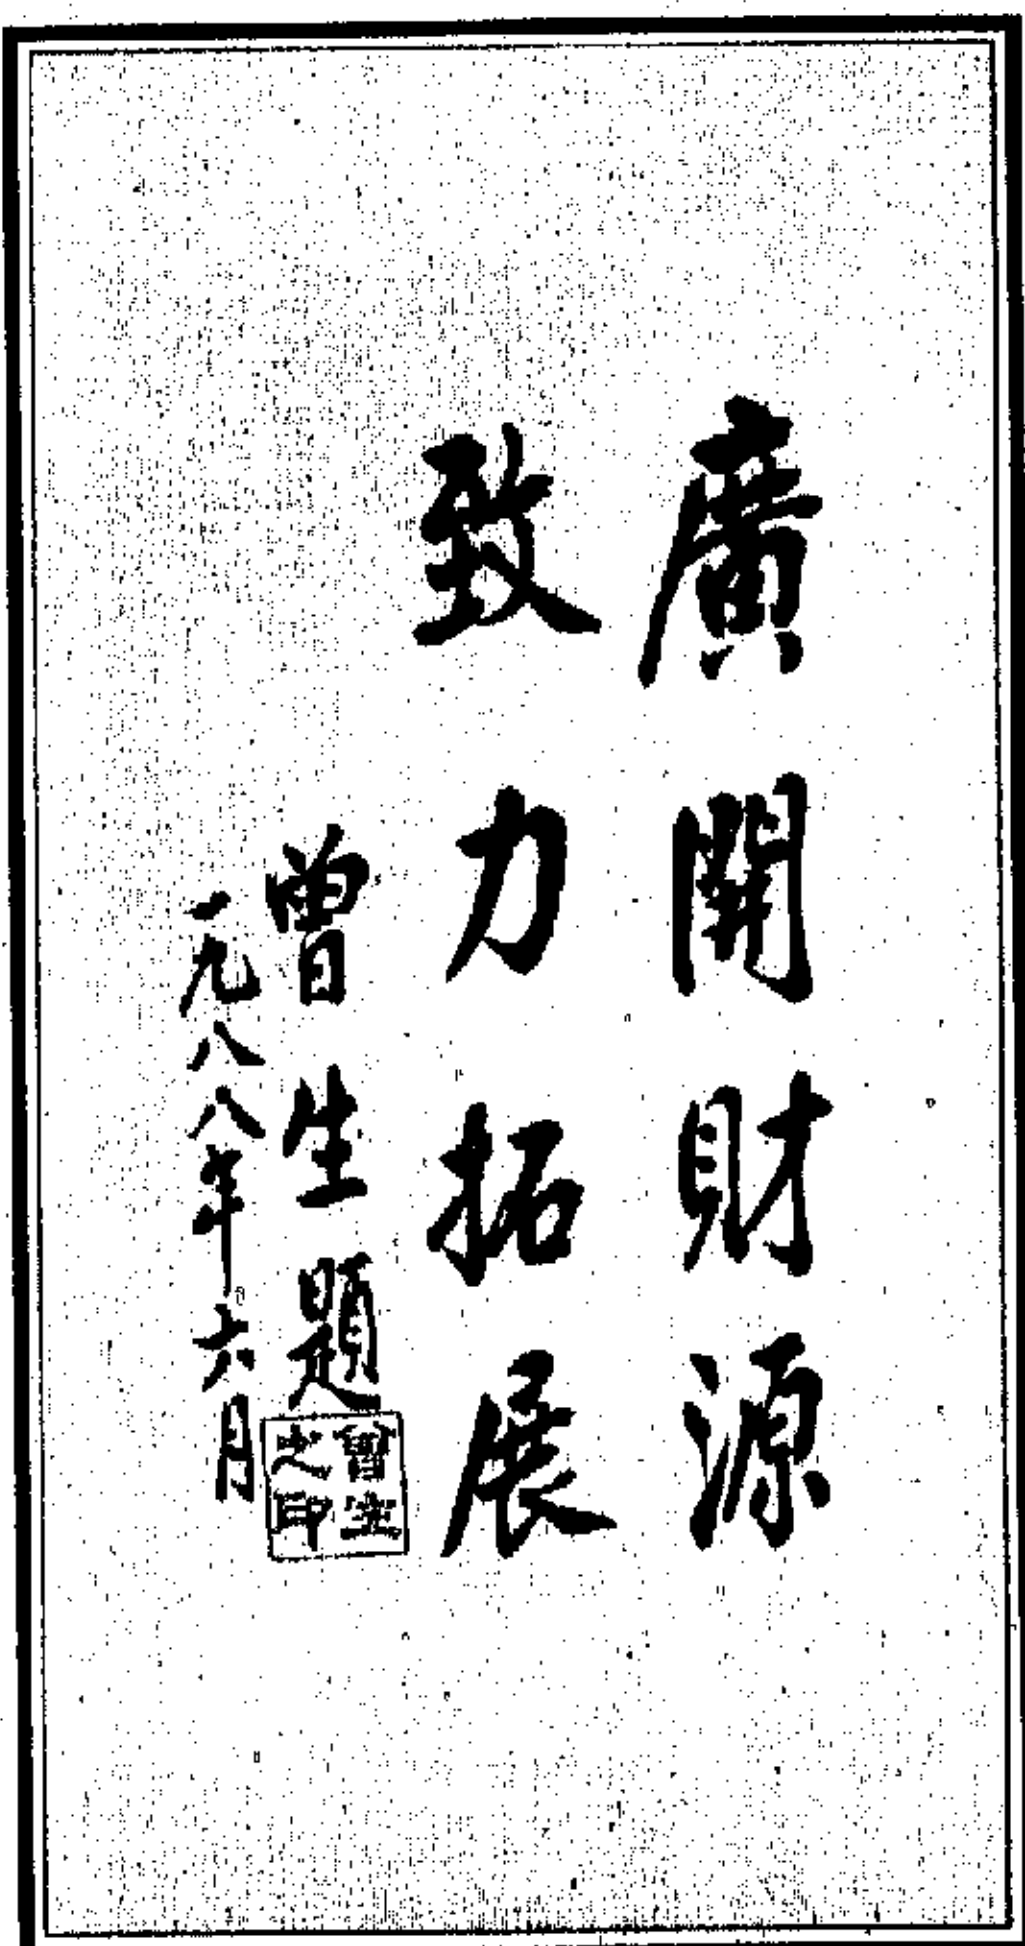 廣開財源
致力拓展
曾生題
一九八八年六月
曾生之印